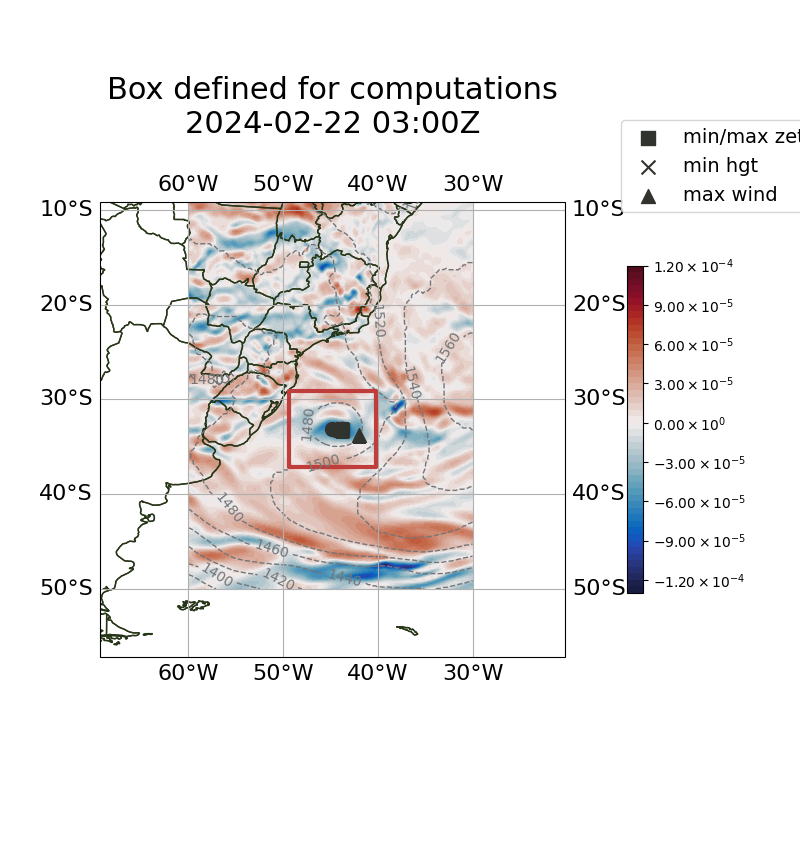 Box defined for computations
2024-02-22 03:00Z
min/max zet
min hgt
max wind
60°W 50°W 40°W 30°W
10°S 10°S
20°S 20°S
30°S 30°S
40°S 40°S
50°S 50°S
60°W 50°W 40°W 30°W
1.20 × 10⁻⁴
9.00 × 10⁻⁵
6.00 × 10⁻⁵
3.00 × 10⁻⁵
0.00 × 10⁰
−3.00 × 10⁻⁵
−6.00 × 10⁻⁵
−9.00 × 10⁻⁵
−1.20 × 10⁻⁴
1520
1560
1540
1480
1480
1500
1480
1460
1440
1420
1400